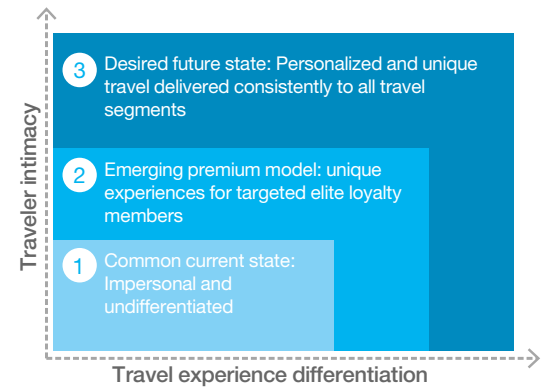 Traveler intimacy
3
Desired future state: Personalized and unique
travel delivered consistently to all travel
segments
2
Emerging premium model: unique
experiences for targeted elite loyalty
members
1
Common current state:
Impersonal and
undifferentiated
Travel experience differentiation